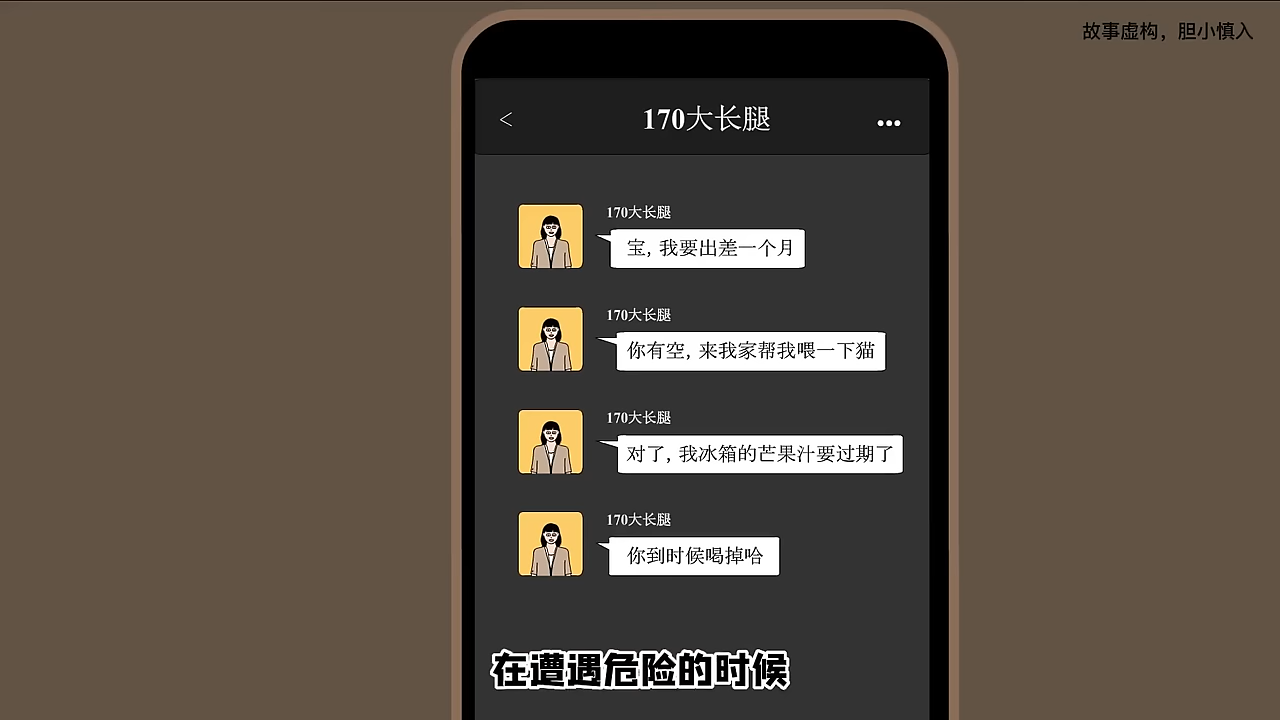 故事虚构，胆小慎入
<
170大长腿
•••
170大长腿
宝, 我要出差一个月
170大长腿
你有空, 来我家帮我喂一下猫
170大长腿
对了, 我冰箱的芒果汁要过期了
170大长腿
你到时候喝掉哈
在遭遇危险的时候